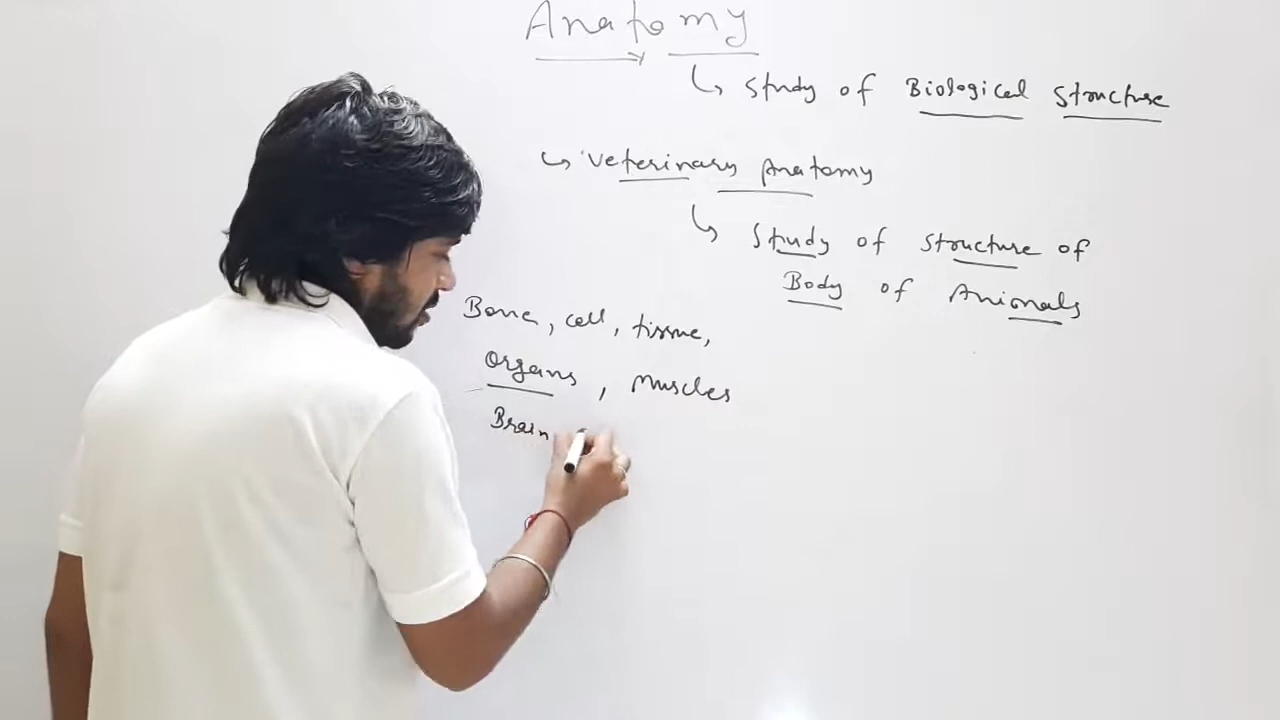 Anatomy
↳ Study of Biological Structure
↳ Veterinary Anatomy
↳ Study of structure of
Body of Animals
Bone, cell, tissue,
Organs, Muscles
Brain